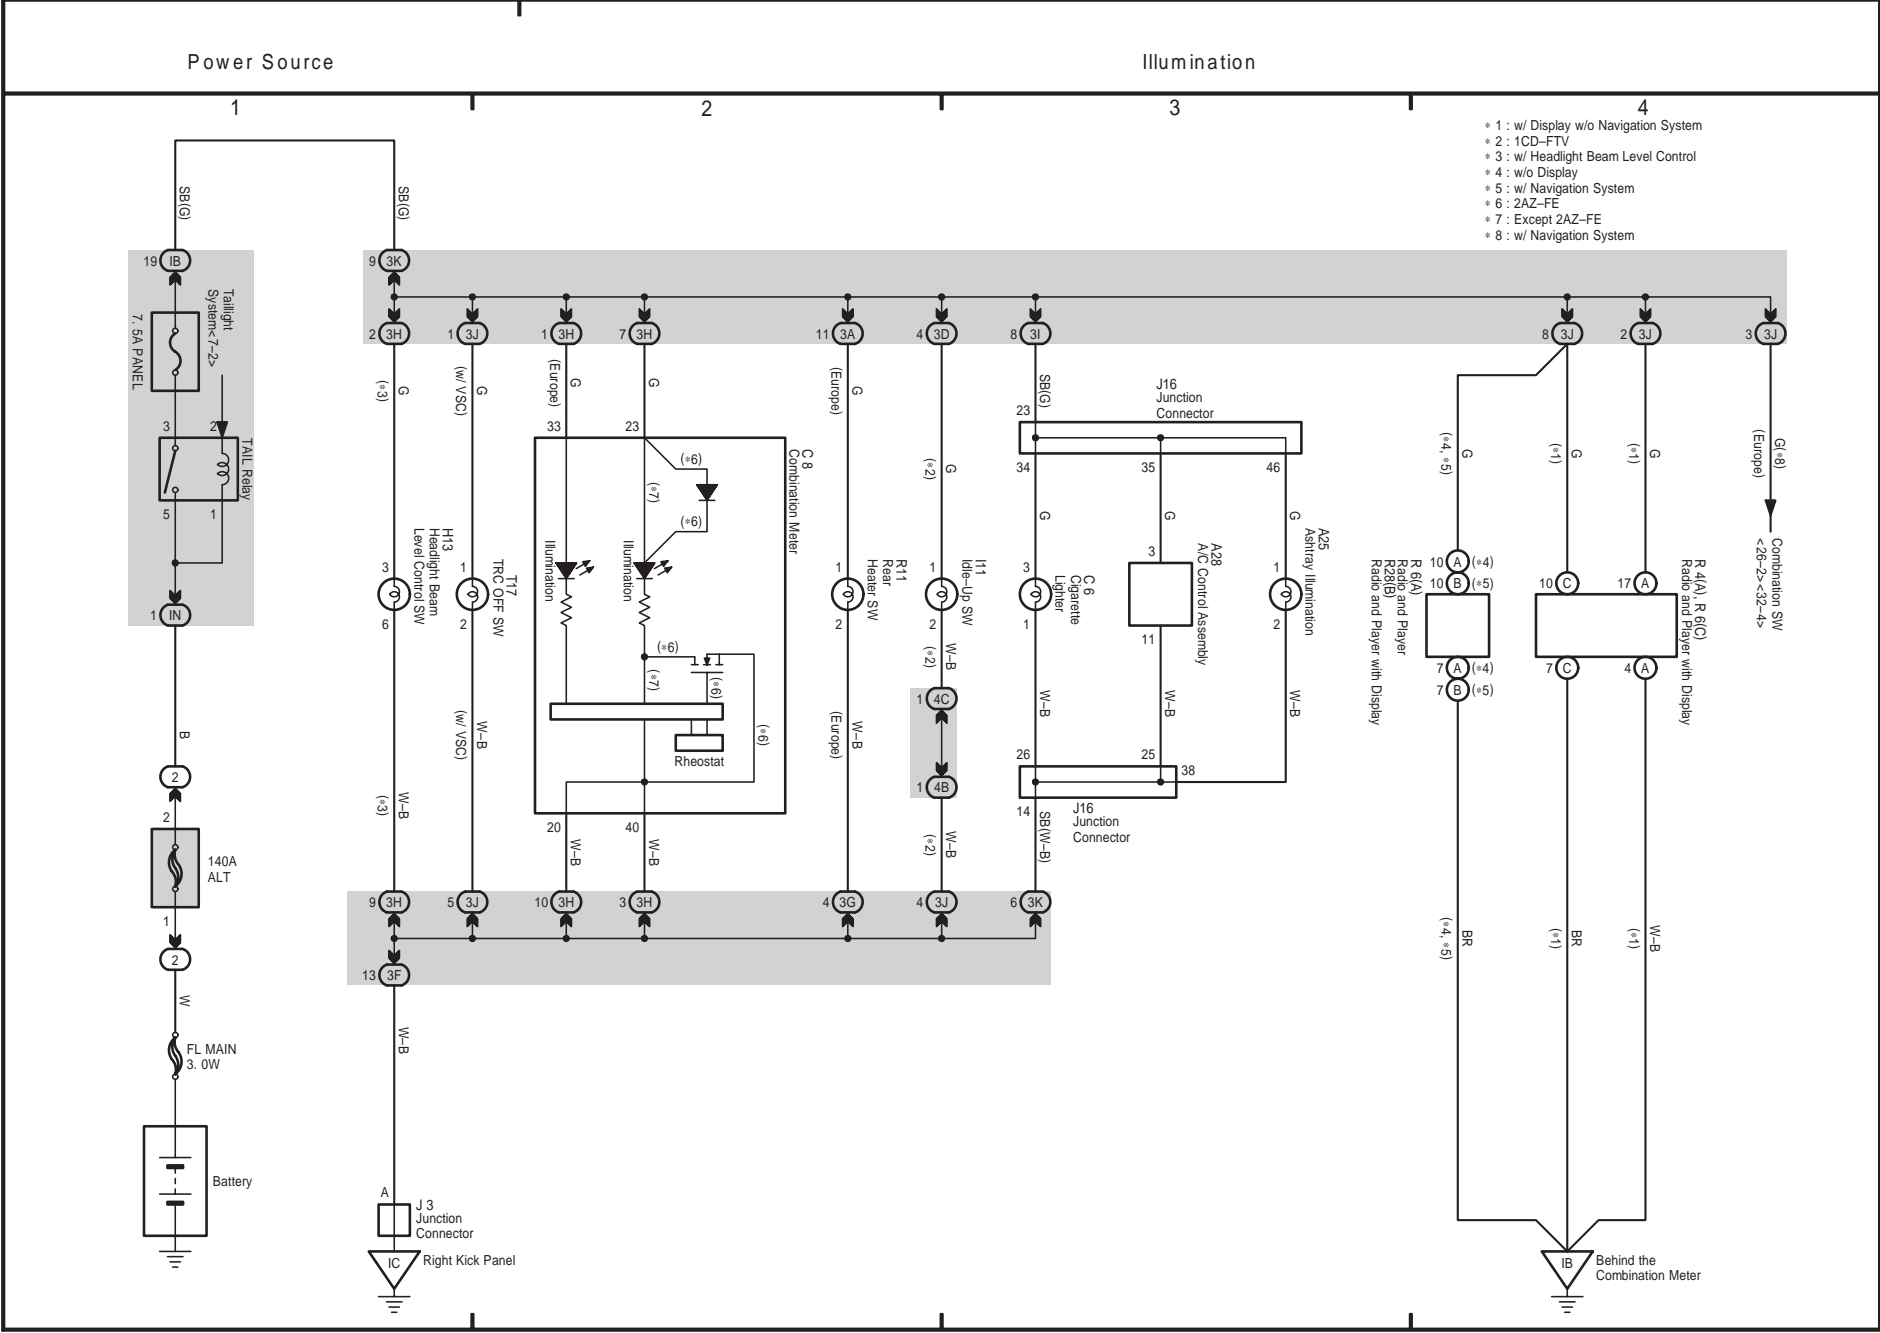 Power Source
Illumination
1
2
3
4
* 1 : w/ Display w/o Navigation System
* 2 : 1CD–FTV
* 3 : w/ Headlight Beam Level Control
* 4 : w/o Display
* 5 : w/ Navigation System
* 6 : 2AZ–FE
* 7 : Except 2AZ–FE
* 8 : w/ Navigation System
SB(G)
SB(G)
19 IB
9 3K
Taillight
System<7–2>
7. 5A PANEL
2 3H
1 3J
1 3H
7 3H
11 3A
4 3D
8 3I
8 3J
2 3J
3 3J
G
(*3)
G
(w/ VSC)
G
(Europe)
G
G
(Europe)
G
(*2)
SB(G)
J16
Junction
Connector
23
34
35
46
G
G
G
G
(*4, *5)
G
(*1)
G
(*1)
G(*8)
(Europe)
Combination SW
<26–2><32–4>
3
2
TAIL Relay
5
1
1 IN
33
23
C 8
Combination Meter
(*6)
(*7)
(*6)
Illumination
Illumination
(*6)
(*7)
(*6)
(*6)
Rheostat
20
40
3
H13
Headlight Beam
Level Control SW
6
1
T17
TRC OFF SW
2
1
R11
Rear
Heater SW
2
1
I11
Idle–Up SW
2
3
C 6
Cigarette
Lighter
1
3
A28
A/C Control Assembly
11
1
A25
Ashtray Illumination
2
R 6(A)
Radio and Player
R28(B)
Radio and Player with Display
10 A (*4)
10 B (*5)
7 A (*4)
7 B (*5)
10 C
17 A
7 C
4 A
R 4(A), R 6(C)
Radio and Player with Display
W–B
(*2)
1 4C
1 4B
W–B
(*2)
W–B
W–B
W–B
26
25
38
14
J16
Junction
Connector
SB(W–B)
B
2
2
140A
ALT
1
2
W
FL MAIN
3. 0W
Battery
W–B
(*3)
W–B
(w/ VSC)
W–B
W–B
W–B
(Europe)
9 3H
5 3J
10 3H
3 3H
4 3G
4 3J
6 3K
13 3F
W–B
BR
(*4, *5)
BR
(*1)
W–B
(*1)
A
J 3
Junction
Connector
IC
Right Kick Panel
IB
Behind the
Combination Meter